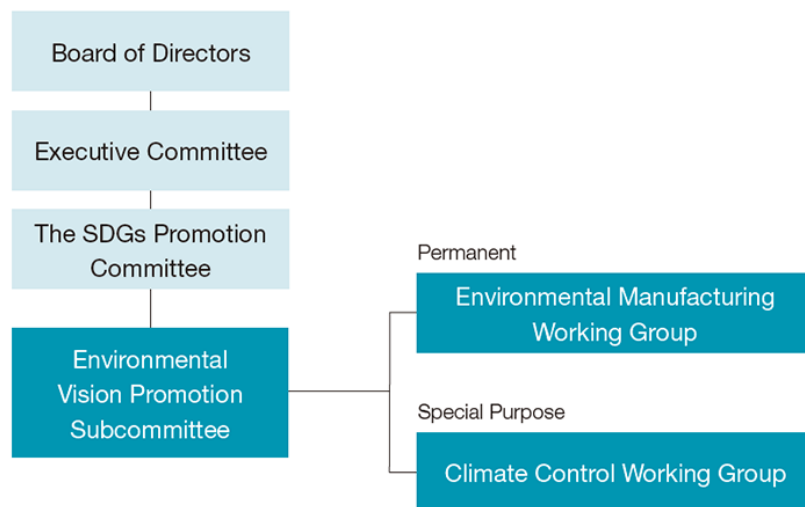 Board of Directors
Executive Committee
The SDGs Promotion
Committee
Environmental
Vision Promotion
Subcommittee
Permanent
Environmental Manufacturing
Working Group
Special Purpose
Climate Control Working Group